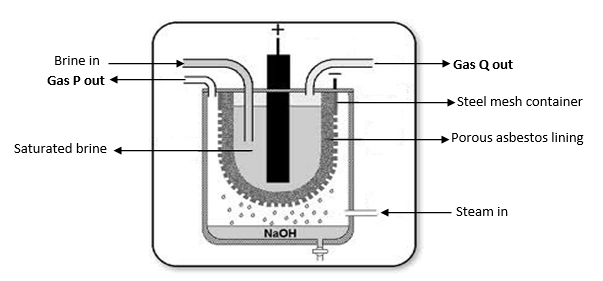 +
Brine in
Gas P out
Gas Q out
−
Steel mesh container
Porous asbestos lining
Saturated brine
Steam in
NaOH